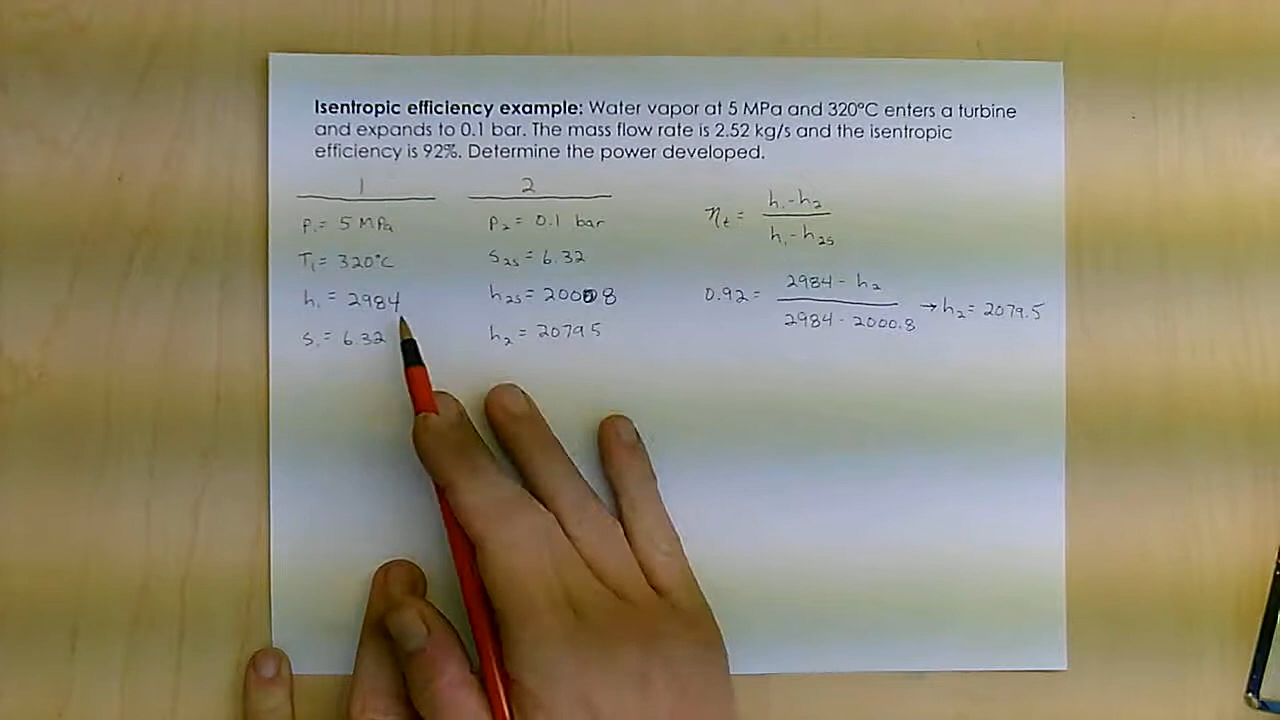 Isentropic efficiency example: Water vapor at 5 MPa and 320°C enters a turbine
and expands to 0.1 bar. The mass flow rate is 2.52 kg/s and the isentropic
efficiency is 92%. Determine the power developed.
1
P₁ = 5 MPa
T₁ = 320°C
h₁ = 2984
s₁ = 6.32
2
P₂ = 0.1 bar
s₂s = 6.32
h₂s = 2000.8
h₂ = 2079.5
ηt = h₁-h₂ / h₁-h₂s
0.92 = 2984 - h₂ / 2984 - 2000.8 → h₂ = 2079.5